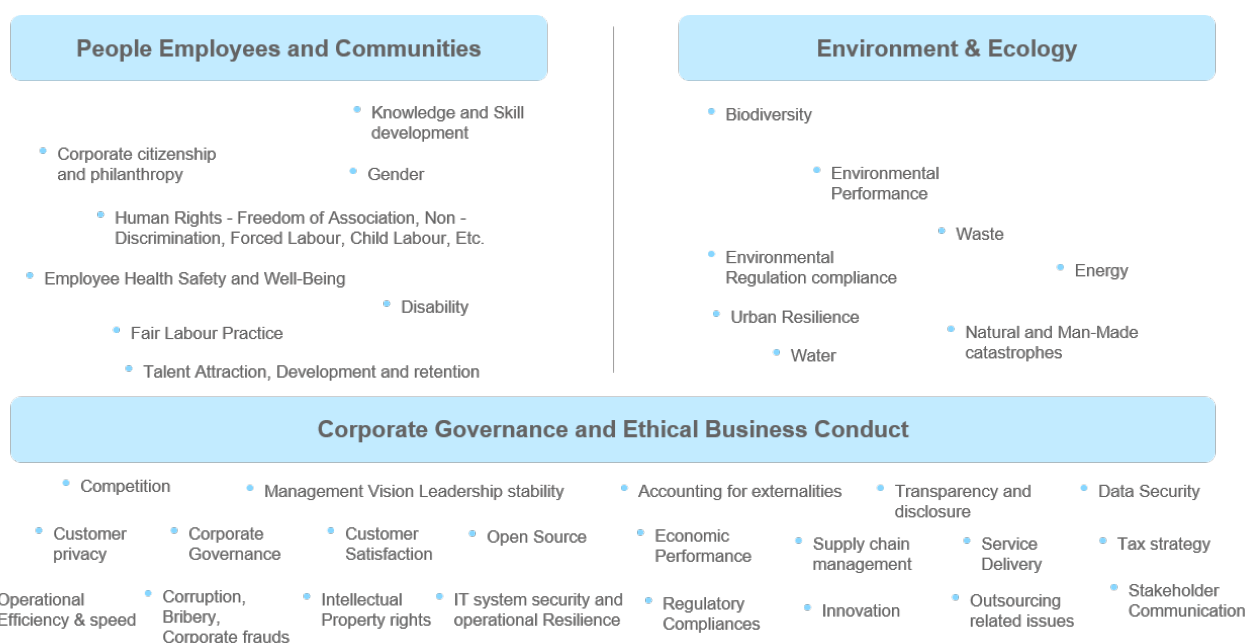 People Employees and Communities
Knowledge and Skill
development
Corporate citizenship
and philanthropy
Gender
Human Rights - Freedom of Association, Non -
Discrimination, Forced Labour, Child Labour, Etc.
Employee Health Safety and Well-Being
Disability
Fair Labour Practice
Talent Attraction, Development and retention
Environment & Ecology
Biodiversity
Environmental
Performance
Waste
Environmental
Regulation compliance
Energy
Urban Resilience
Natural and Man-Made
catastrophes
Water
Corporate Governance and Ethical Business Conduct
Competition
Management Vision Leadership stability
Accounting for externalities
Transparency and
disclosure
Data Security
Customer
privacy
Corporate
Governance
Customer
Satisfaction
Open Source
Economic
Performance
Supply chain
management
Service
Delivery
Tax strategy
Operational
Efficiency & speed
Corruption,
Bribery,
Corporate frauds
Intellectual
Property rights
IT system security and
operational Resilience
Regulatory
Compliances
Innovation
Outsourcing
related issues
Stakeholder
Communication